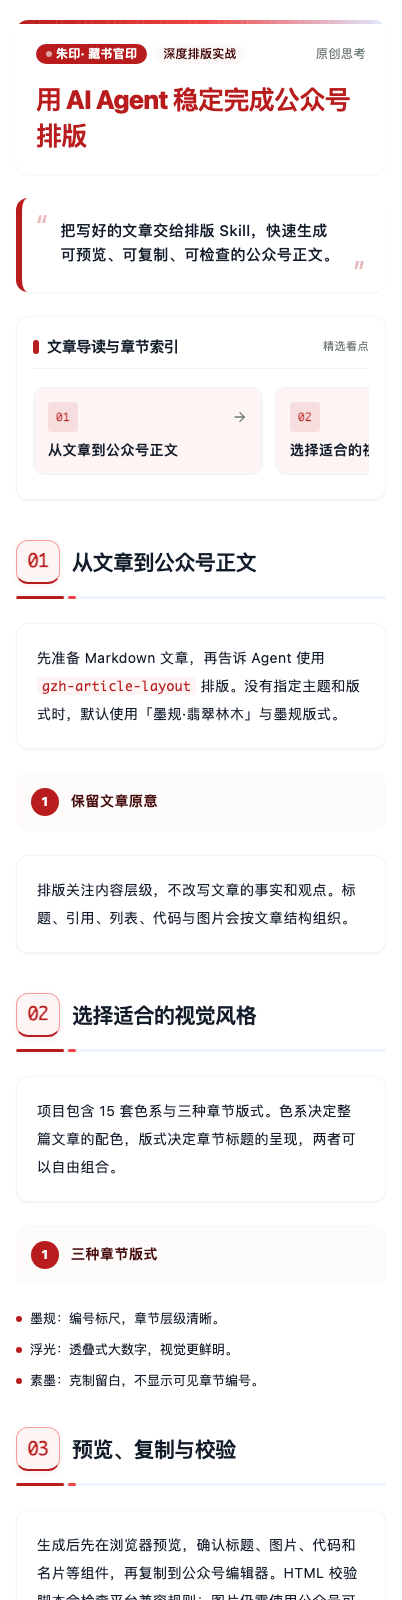 朱印· 藏书官印
深度排版实战
原创思考
用 AI Agent 稳定完成公众号
排版
“
把写好的文章交给排版 Skill，快速生成
可预览、可复制、可检查的公众号正文。
”
文章导读与章节索引
精选看点
01
→
从文章到公众号正文
02
选择适合的
01
从文章到公众号正文
先准备 Markdown 文章，再告诉 Agent 使用
gzh-article-layout 排版。没有指定主题和版
式时，默认使用「墨规·翡翠林木」与墨规版式。
1
保留文章原意
排版关注内容层级，不改写文章的事实和观点。标
题、引用、列表、代码与图片会按文章结构组织。
02
选择适合的视觉风格
项目包含 15 套色系与三种章节版式。色系决定整
篇文章的配色，版式决定章节标题的呈现，两者可
以自由组合。
1
三种章节版式
墨规：编号标尺，章节层级清晰。
浮光：透叠式大数字，视觉更鲜明。
素墨：克制留白，不显示可见章节编号。
03
预览、复制与校验
生成后先在浏览器预览，确认标题、图片、代码和
名片等组件，再复制到公众号编辑器。HTML 校验